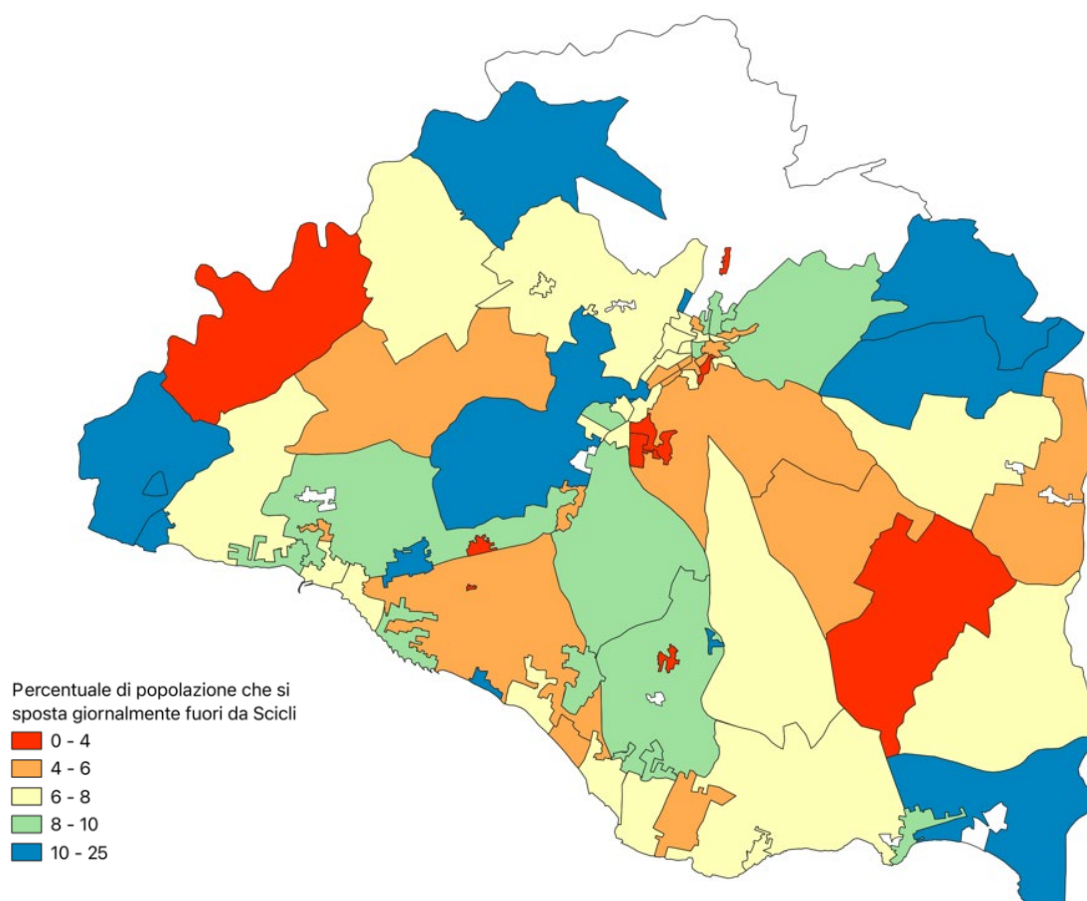 Percentuale di popolazione che si
sposta giornalmente fuori da Scicli
0 - 4
4 - 6
6 - 8
8 - 10
10 - 25